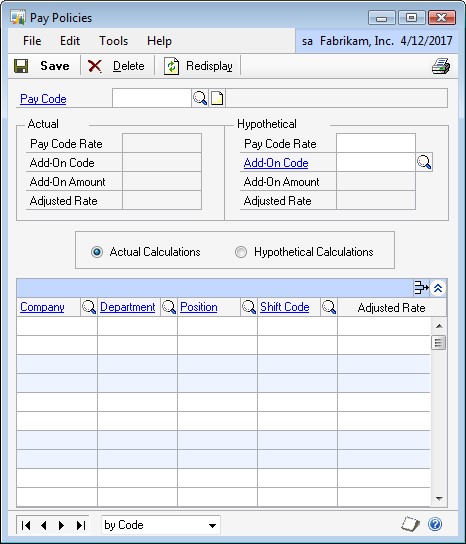 Pay Policies
File Edit Tools Help sa Fabrikam, Inc. 4/12/2017
Save Delete Redisplay
Pay Code
Actual Hypothetical
Pay Code Rate Pay Code Rate
Add-On Code Add-On Code
Add-On Amount Add-On Amount
Adjusted Rate Adjusted Rate
Actual Calculations Hypothetical Calculations
Company Department Position Shift Code Adjusted Rate
by Code